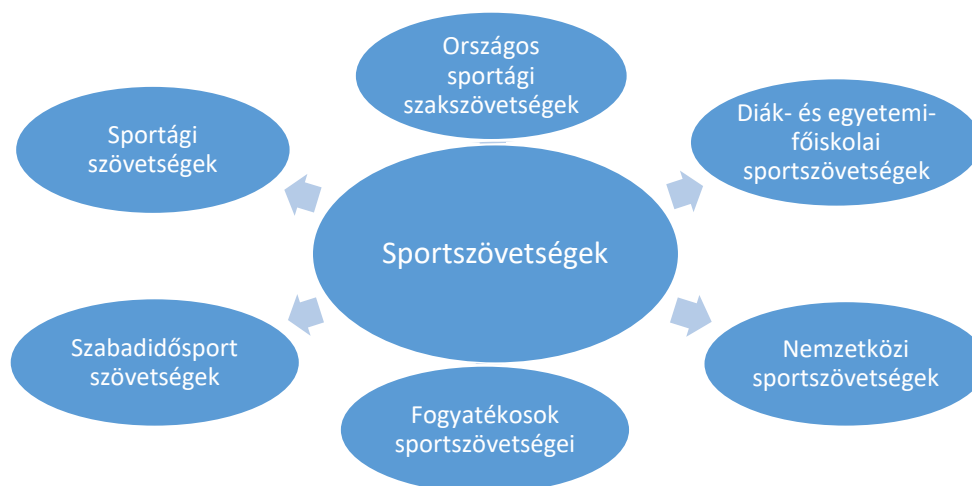 Országos
sportági
szakszövetségek
Sportági
szövetségek
Diák- és egyetemi-
főiskolai
sportszövetségek
Sportszövetségek
Szabadidősport
szövetségek
Nemzetközi
sportszövetségek
Fogyatékosok
sportszövetségei